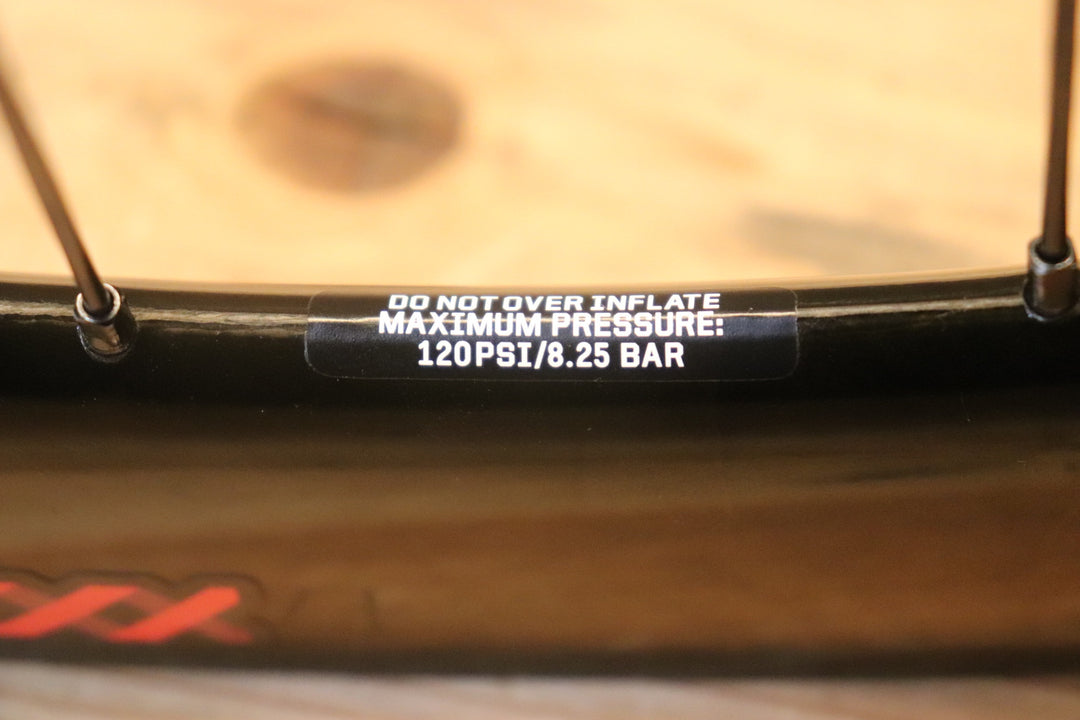 DO NOT OVER INFLATE
MAXIMUM PRESSURE:
120PSI/8.25 BAR